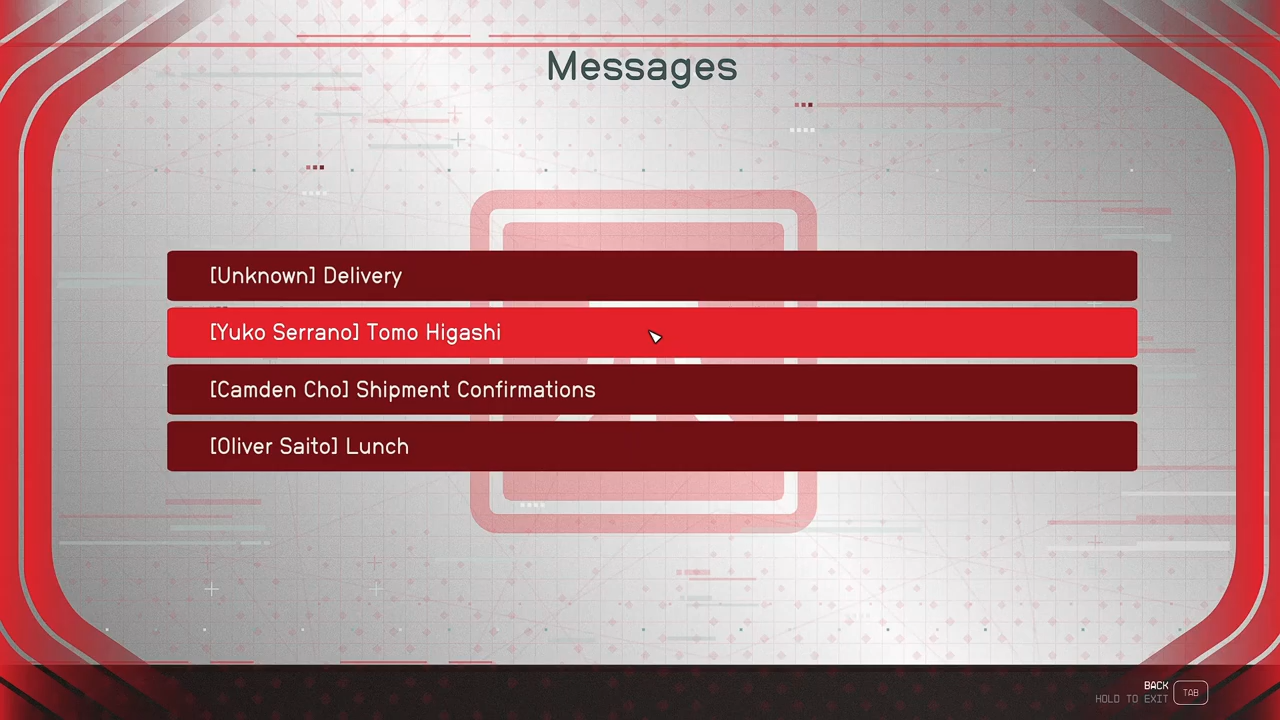 Messages
[Unknown] Delivery
[Yuko Serrano] Tomo Higashi
[Camden Cho] Shipment Confirmations
[Oliver Saito] Lunch
BACK
HOLD TO EXIT
TAB